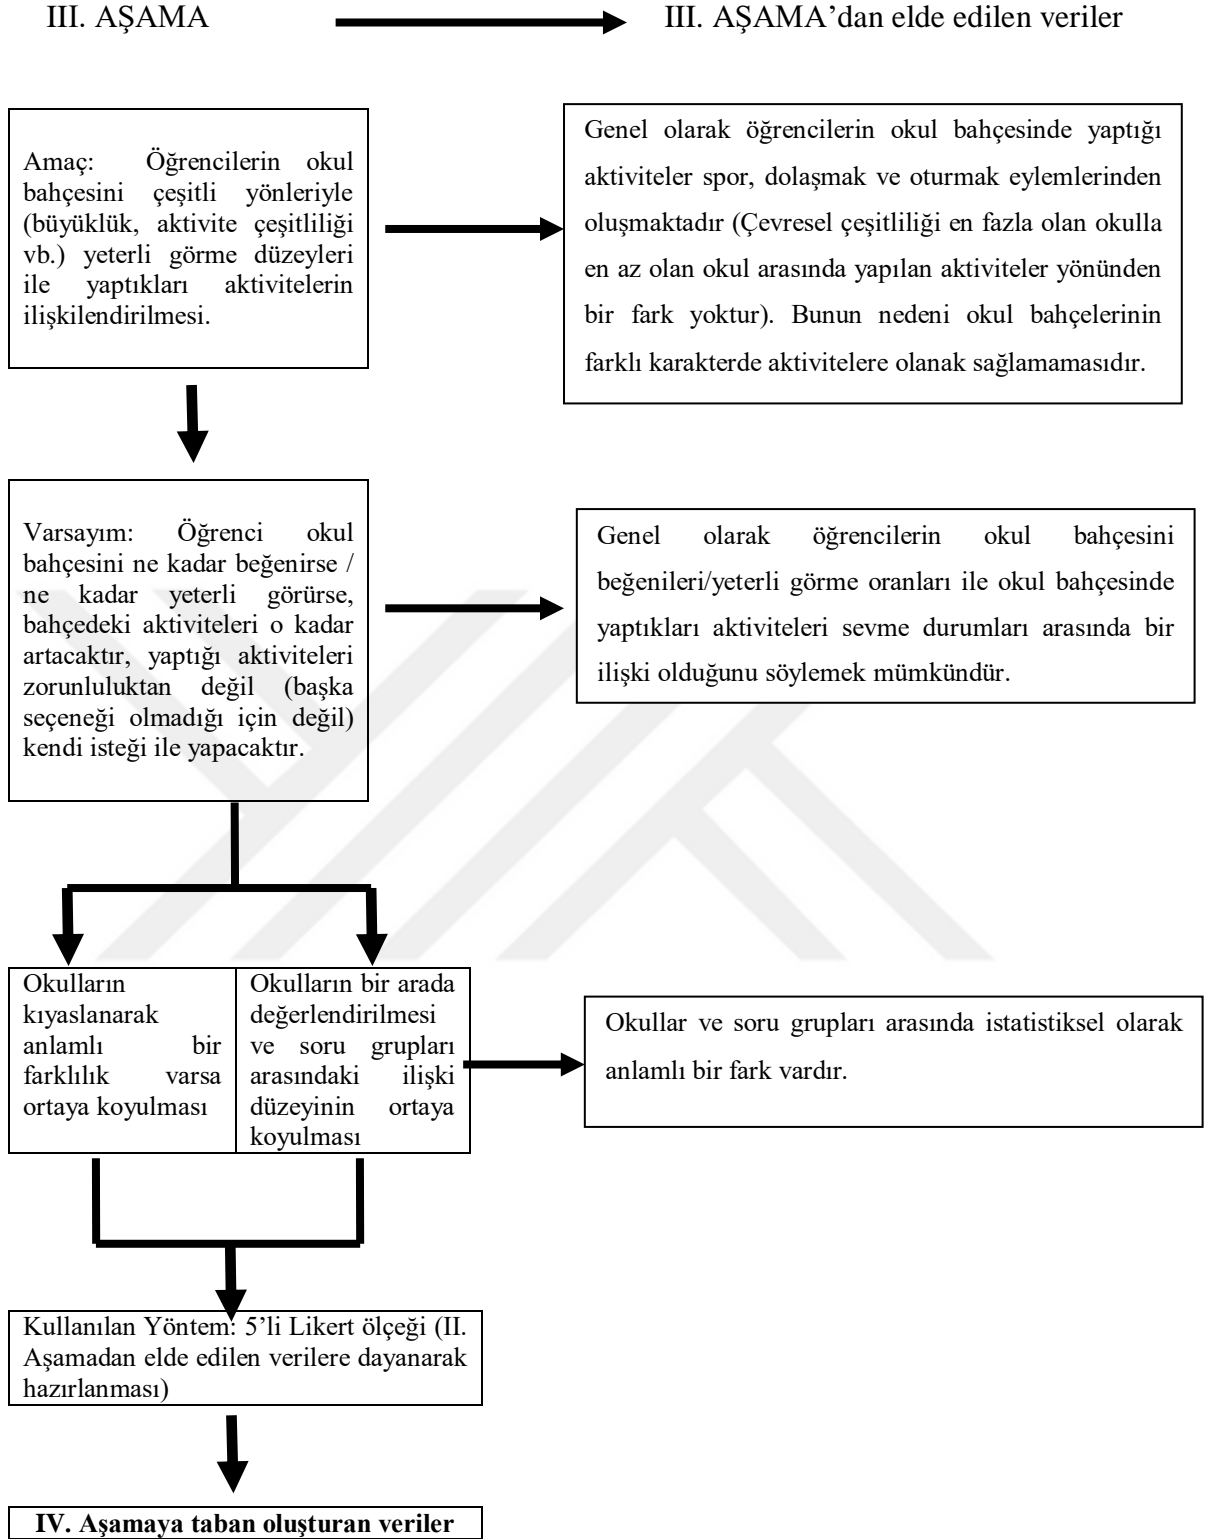 III. AŞAMA
III. AŞAMA’dan elde edilen veriler
Amaç: Öğrencilerin okul
bahçesini çeşitli yönleriyle
(büyüklük, aktivite çeşitliliği
vb.) yeterli görme düzeyleri
ile yaptıkları aktivitelerin
ilişkilendirilmesi.
Genel olarak öğrencilerin okul bahçesinde yaptığı
aktiviteler spor, dolaşmak ve oturmak eylemlerinden
oluşmaktadır (Çevresel çeşitliliği en fazla olan okulla
en az olan okul arasında yapılan aktiviteler yönünden
bir fark yoktur). Bunun nedeni okul bahçelerinin
farklı karakterde aktivitelere olanak sağlamamasıdır.
Varsayım: Öğrenci okul
bahçesini ne kadar beğenirse /
ne kadar yeterli görürse,
bahçedeki aktiviteleri o kadar
artacaktır, yaptığı aktiviteleri
zorunluluktan değil (başka
seçeneği olmadığı için değil)
kendi isteği ile yapacaktır.
Genel olarak öğrencilerin okul bahçesini
beğenileri/yeterli görme oranları ile okul bahçesinde
yaptıkları aktiviteleri sevme durumları arasında bir
ilişki olduğunu söylemek mümkündür.
Okulların
kıyaslanarak
anlamlı bir
farklılık varsa
ortaya koyulması
Okulların bir arada
değerlendirilmesi
ve soru grupları
arasındaki ilişki
düzeyinin ortaya
koyulması
Okullar ve soru grupları arasında istatistiksel olarak
anlamlı bir fark vardır.
Kullanılan Yöntem: 5’li Likert ölçeği (II.
Aşamadan elde edilen verilere dayanarak
hazırlanması)
IV. Aşamaya taban oluşturan veriler